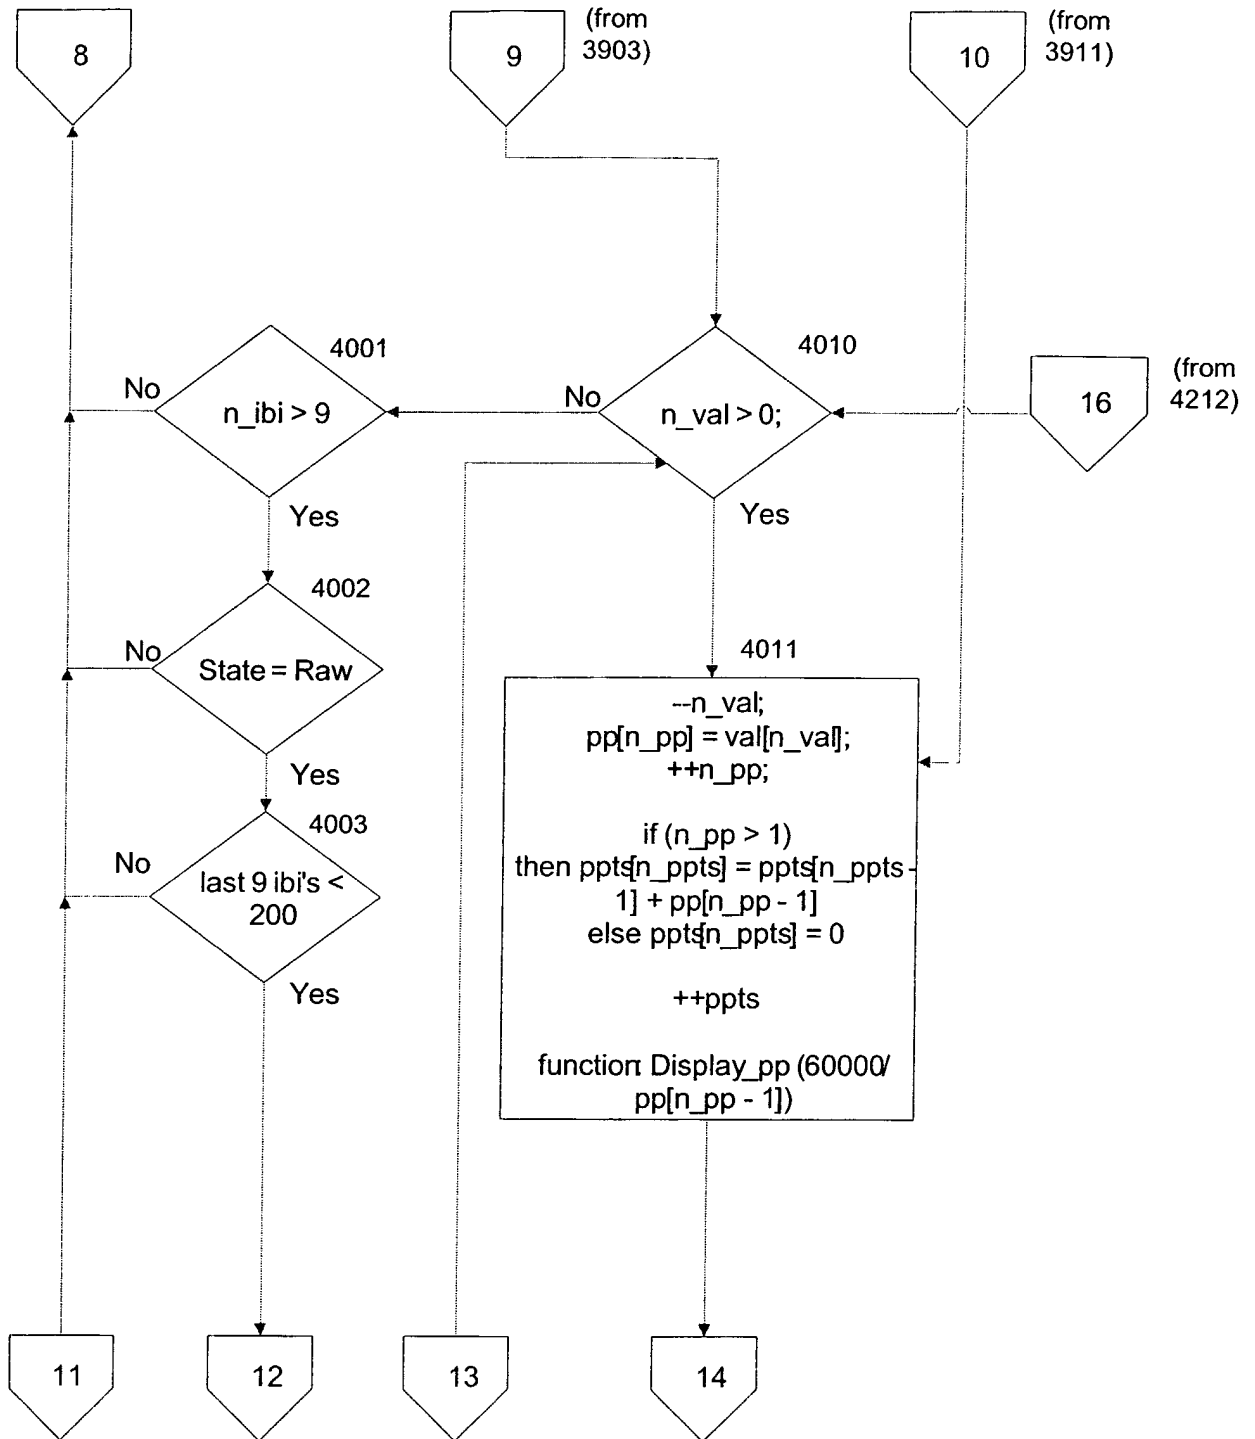 8
9
(from
3903)
10
(from
3911)
4001
No
n_ibi > 9
Yes
4010
No
n_val > 0;
Yes
16
(from
4212)
4002
No
State = Raw
Yes
4003
No
last 9 ibi's <
200
Yes
4011
--n_val;
pp[n_pp] = val[n_val];
++n_pp;
if (n_pp > 1)
then ppts[n_ppts] = ppts[n_ppts -
1] + pp[n_pp - 1]
else ppts[n_ppts] = 0
++ppts
function: Display_pp (60000/
pp[n_pp - 1])
11
12
13
14